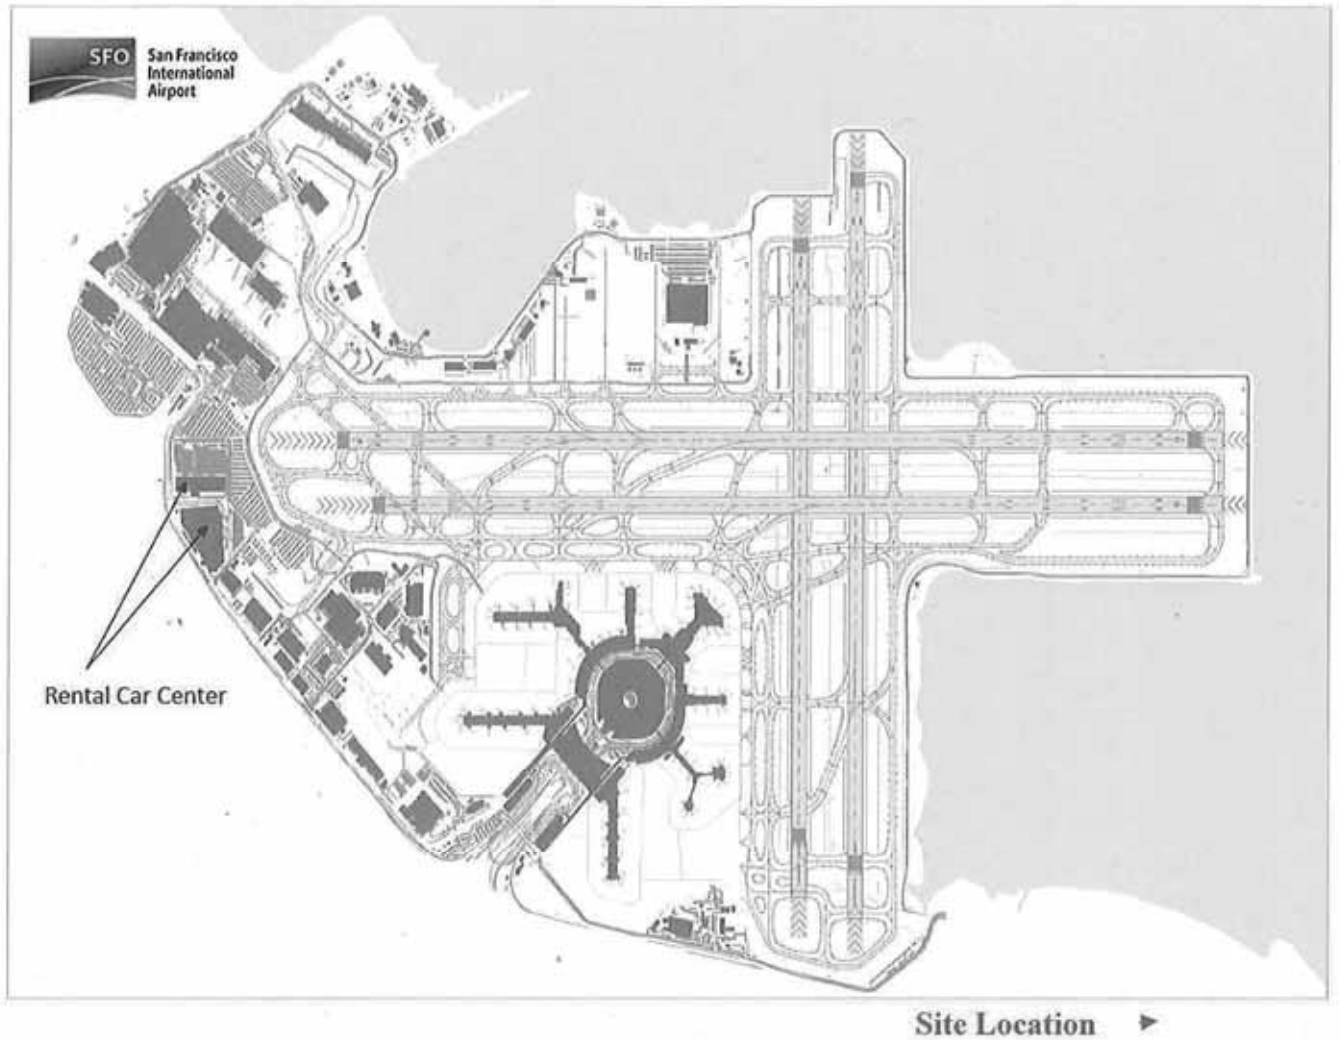 SFO
San Francisco
International
Airport
Rental Car Center
Site Location